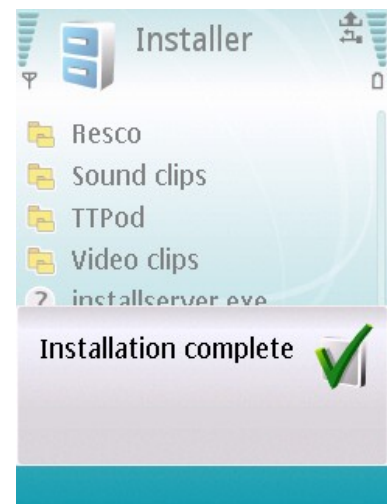 Installer
Resco
Sound clips
TTPod
Video clips
installserver.exe
Installation complete